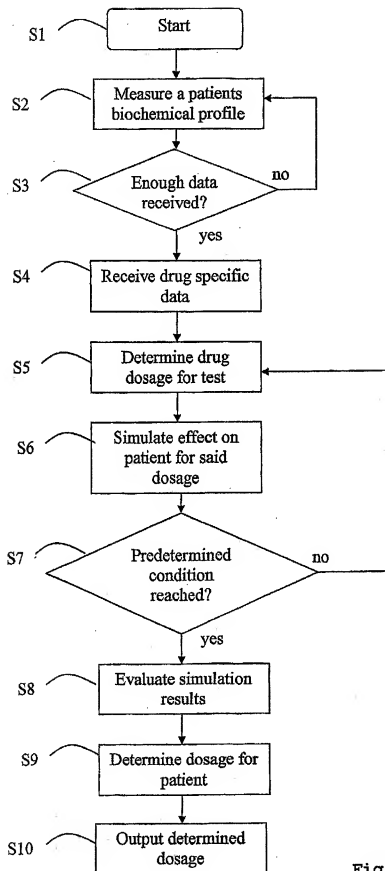 S1
Start
S2
Measure a patients
biochemical profile
S3
Enough data
received?
no
yes
S4
Receive drug specific
data
S5
Determine drug
dosage for test
S6
Simulate effect on
patient for said
dosage
S7
Predetermined
condition
reached?
no
yes
S8
Evaluate simulation
results
S9
Determine dosage for
patient
S10
Output determined
dosage
Fig